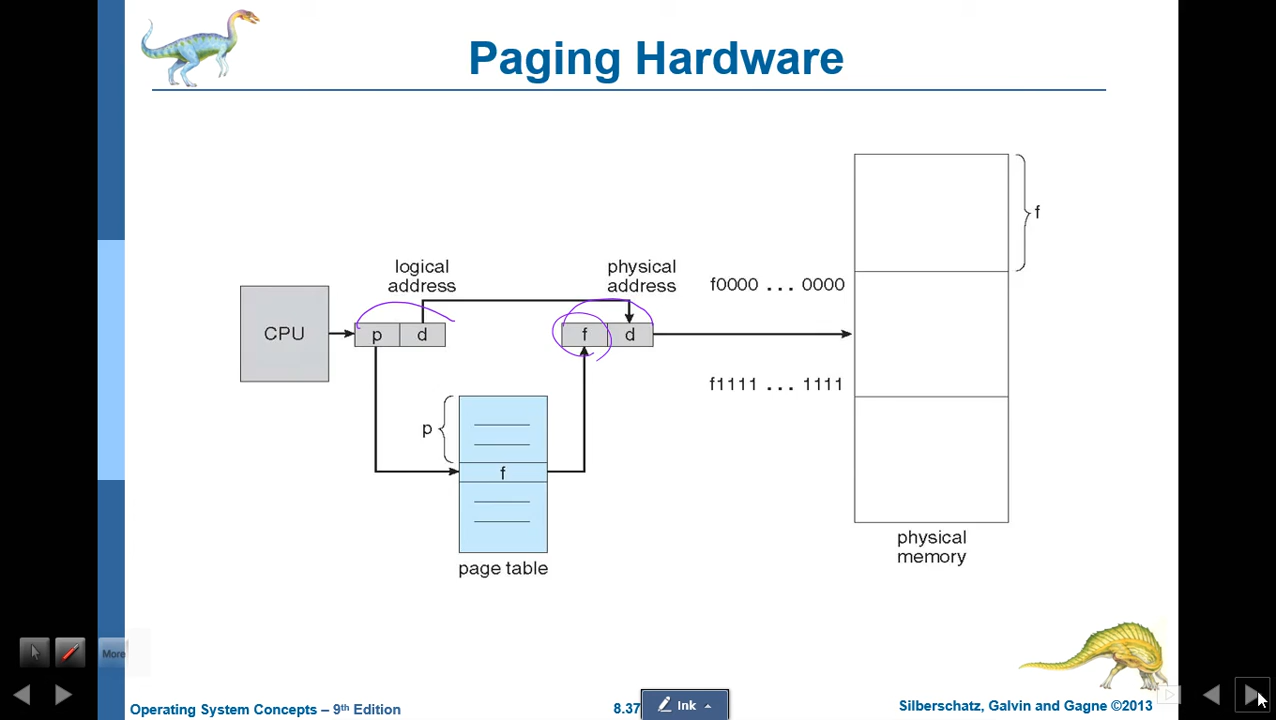 Paging Hardware
f
logical
address
physical
address
f0000 ... 0000
CPU
p d
f d
f1111 ... 1111
p
f
physical
memory
page table
More
Operating System Concepts – 9th Edition
8.37
Ink
Silberschatz, Galvin and Gagne ©2013